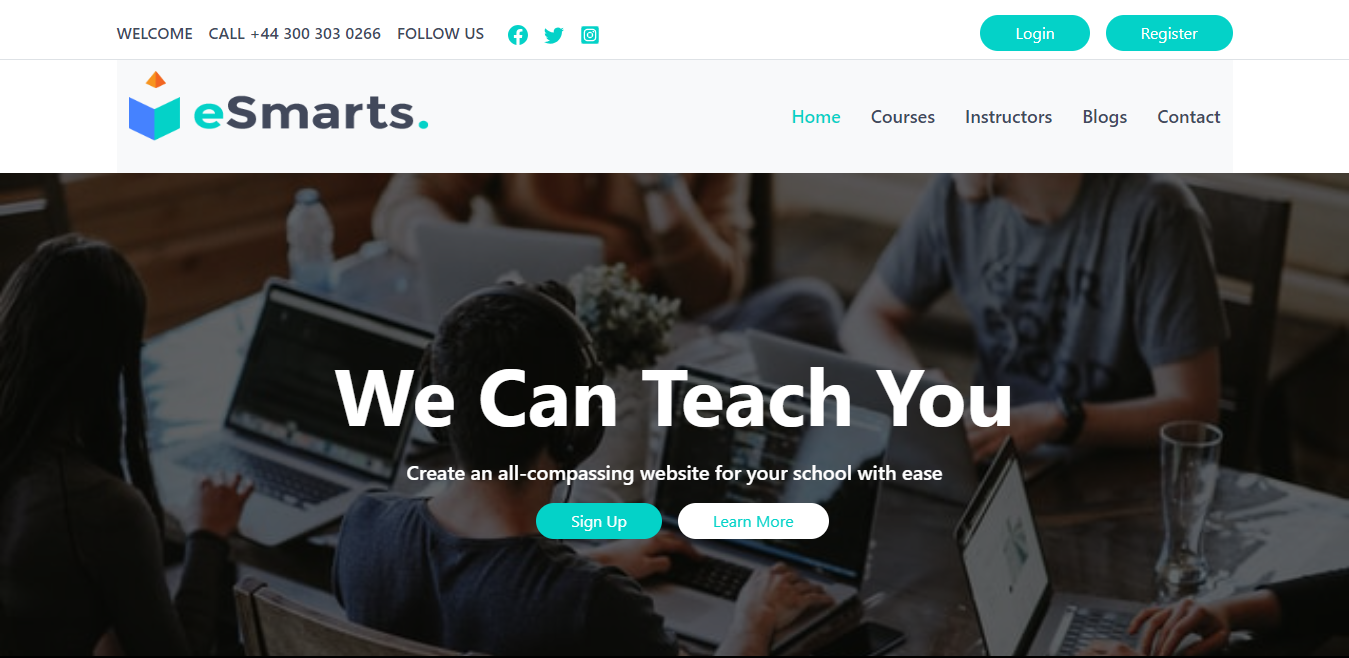 WELCOME CALL +44 300 303 0266 FOLLOW US Login Register
eSmarts.
Home Courses Instructors Blogs Contact
We Can Teach You
Create an all-compassing website for your school with ease
Sign Up Learn More